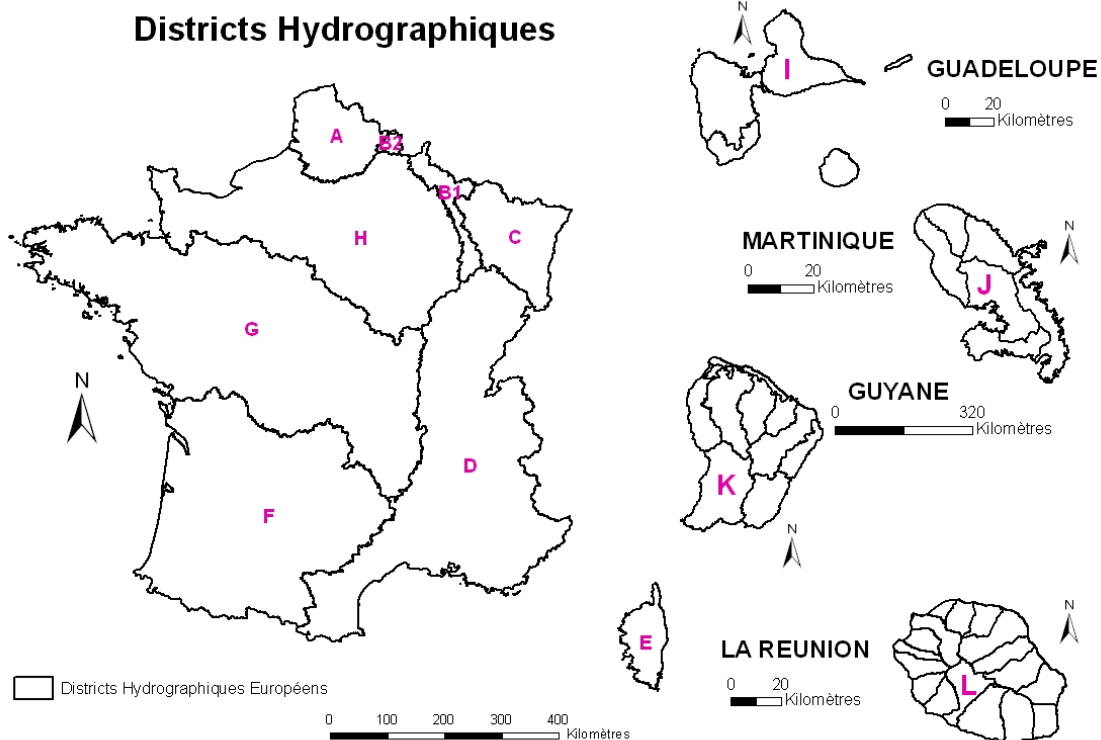 Districts Hydrographiques
A
B2
B1
H
C
G
N
D
F
E
Districts Hydrographiques Européens
0 100 200 300 400
Kilomètres
N
I
GUADELOUPE
0 20
Kilomètres
MARTINIQUE
0 20
Kilomètres
N
J
GUYANE
0 320
Kilomètres
K
N
LA REUNION
0 20
Kilomètres
N
L